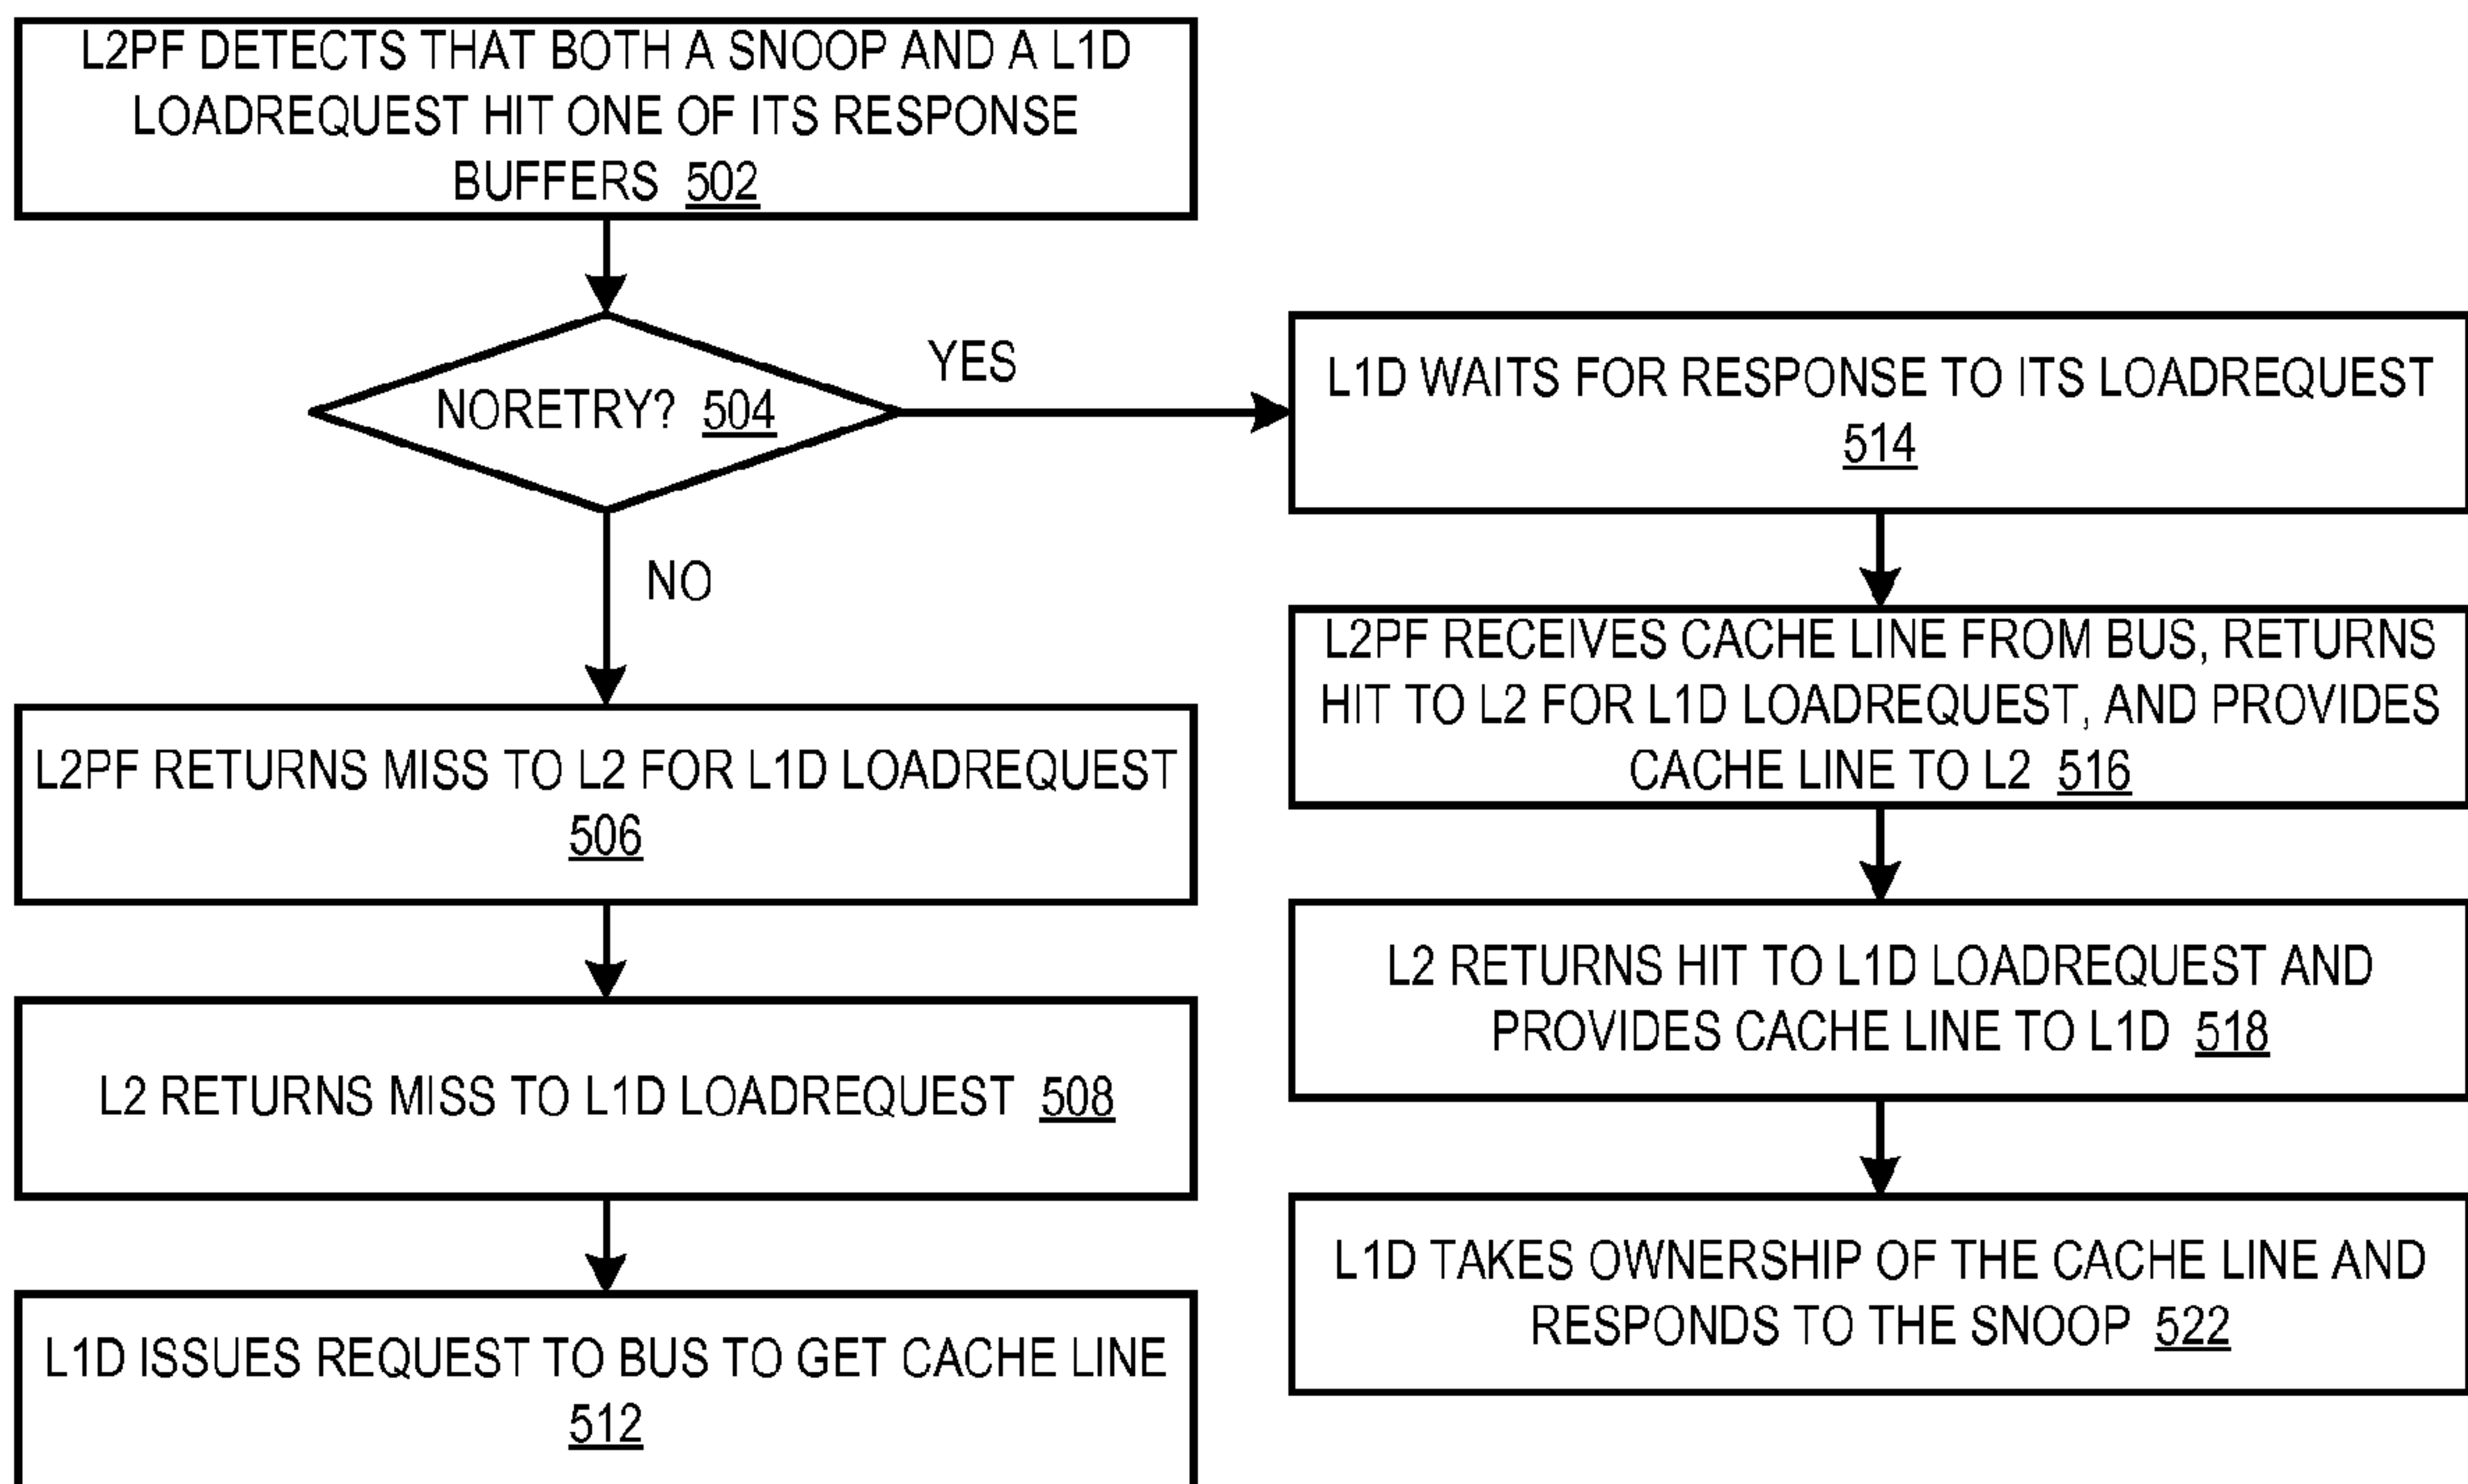 L2PF DETECTS THAT BOTH A SNOOP AND A L1D
LOADREQUEST HIT ONE OF ITS RESPONSE
BUFFERS 502
NORETRY? 504
YES
NO
L2PF RETURNS MISS TO L2 FOR L1D LOADREQUEST
506
L2 RETURNS MISS TO L1D LOADREQUEST 508
L1D ISSUES REQUEST TO BUS TO GET CACHE LINE
512
L1D WAITS FOR RESPONSE TO ITS LOADREQUEST
514
L2PF RECEIVES CACHE LINE FROM BUS, RETURNS
HIT TO L2 FOR L1D LOADREQUEST, AND PROVIDES
CACHE LINE TO L2 516
L2 RETURNS HIT TO L1D LOADREQUEST AND
PROVIDES CACHE LINE TO L1D 518
L1D TAKES OWNERSHIP OF THE CACHE LINE AND
RESPONDS TO THE SNOOP 522